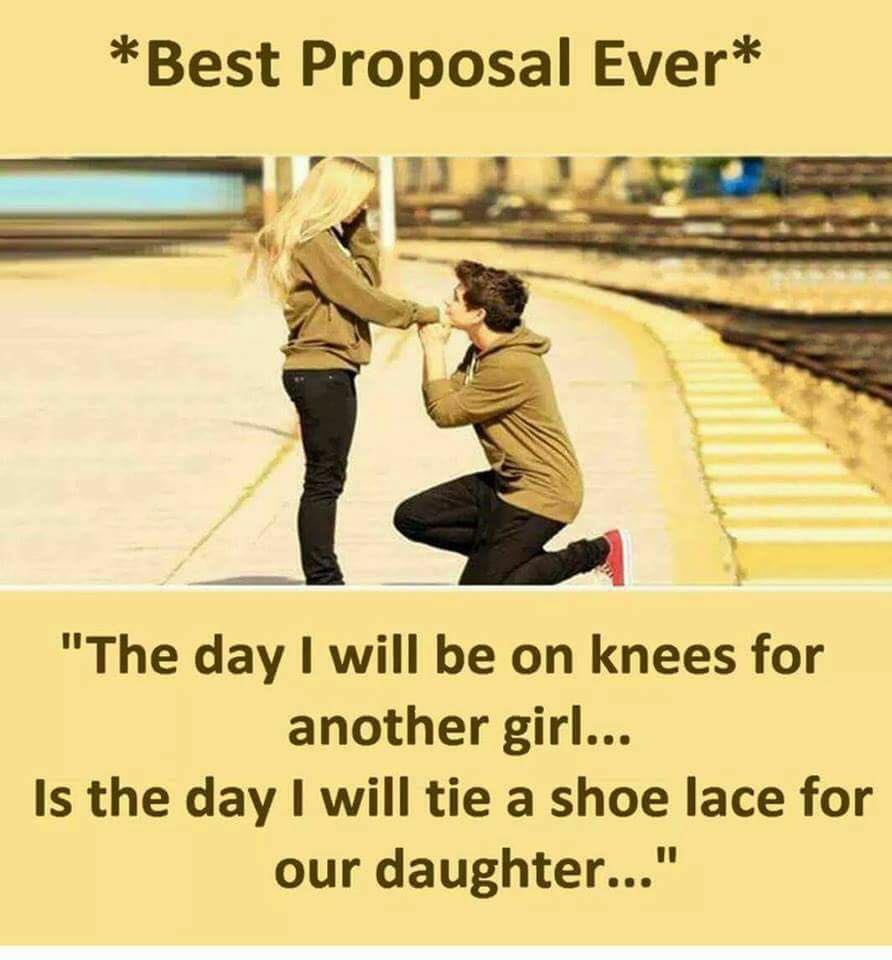 *Best Proposal Ever*
"The day I will be on knees for
another girl...
Is the day I will tie a shoe lace for
our daughter..."